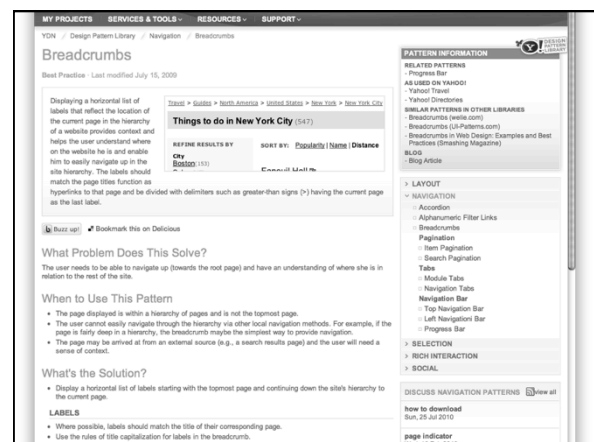 MY PROJECTS SERVICES & TOOLS RESOURCES SUPPORT
YDN / Design Pattern Library / Navigation / Breadcrumbs
Breadcrumbs
Best Practice · Last modified July 15, 2009
Displaying a horizontal list of
labels that reflect the location of
the current page in the hierarchy
of a website provides context and
helps the user understand where
on the website he is and enable
him to easily navigate up in the
site hierarchy. The labels should
match the page titles function as
hyperlinks to that page and be divided with delimiters such as greater-than signs (>) having the current page
as the last label.
Travel > Guides > North America > United States > New York > New York City
Things to do in New York City (547)
REFINE RESULTS BY SORT BY: Popularity | Name | Distance
City
Boston (153)
Faneuil Hall
Buzz up! Bookmark this on Delicious
What Problem Does This Solve?
The user needs to be able to navigate up (towards the root page) and have an understanding of where she is in
relation to the rest of the site.
When to Use This Pattern
• The page displayed is within a hierarchy of pages and is not the topmost page.
• The user cannot easily navigate through the hierarchy via other local navigation methods. For example, if the
page is fairly deep in a hierarchy, the breadcrumb maybe the simplest way to provide navigation.
• The page may be arrived at from an external source (e.g., a search results page) and the user will need a
sense of context.
What's the Solution?
• Display a horizontal list of labels starting with the topmost page and continuing down the site's hierarchy to
the current page.
LABELS
• Where possible, labels should match the title of their corresponding page.
• Use the rules of title capitalization for labels in the breadcrumb.
Y! DESIGN
PATTERN
LIBRARY
PATTERN INFORMATION
RELATED PATTERNS
- Progress Bar
AS USED ON YAHOO!
- Yahoo! Travel
- Yahoo! Directories
SIMILAR PATTERNS IN OTHER LIBRARIES
- Breadcrumbs (welie.com)
- Breadcrumbs (UI-Patterns.com)
- Breadcrumbs in Web Design: Examples and Best
Practices (Smashing Magazine)
BLOG
- Blog Article
> LAYOUT
NAVIGATION
Accordion
Alphanumeric Filter Links
Breadcrumbs
Pagination
Item Pagination
Search Pagination
Tabs
Module Tabs
Navigation Tabs
Navigation Bar
Top Navigation Bar
Left Navigationi Bar
Progress Bar
> SELECTION
> RICH INTERACTION
> SOCIAL
DISCUSS NAVIGATION PATTERNS view all
how to download
Sun, 25 Jul 2010
page indicator